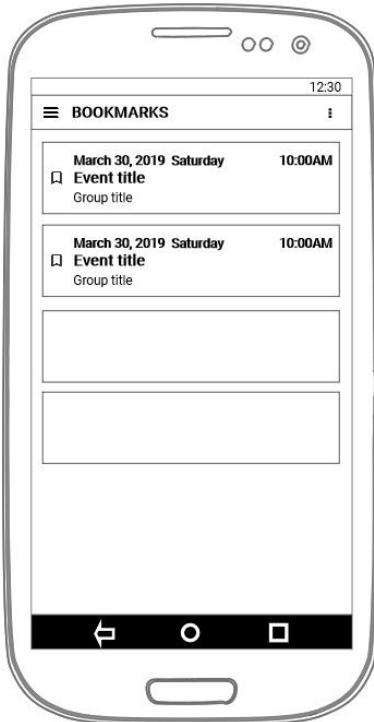 12:30
BOOKMARKS
March 30, 2019 Saturday 10:00AM
Event title
Group title
March 30, 2019 Saturday 10:00AM
Event title
Group title